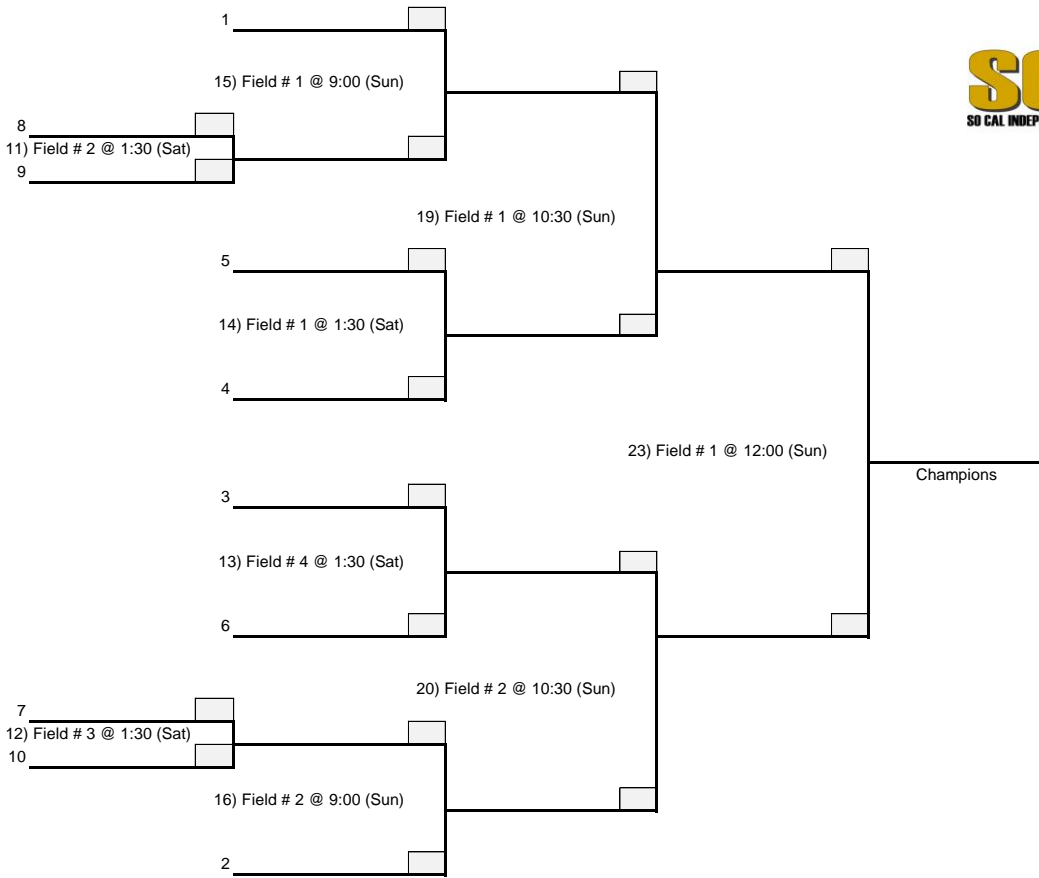 1
15) Field # 1 @ 9:00 (Sun)
8
11) Field # 2 @ 1:30 (Sat)
9
19) Field # 1 @ 10:30 (Sun)
5
14) Field # 1 @ 1:30 (Sat)
4
23) Field # 1 @ 12:00 (Sun)
Champions
3
13) Field # 4 @ 1:30 (Sat)
6
20) Field # 2 @ 10:30 (Sun)
7
12) Field # 3 @ 1:30 (Sat)
10
16) Field # 2 @ 9:00 (Sun)
2
SO CAL